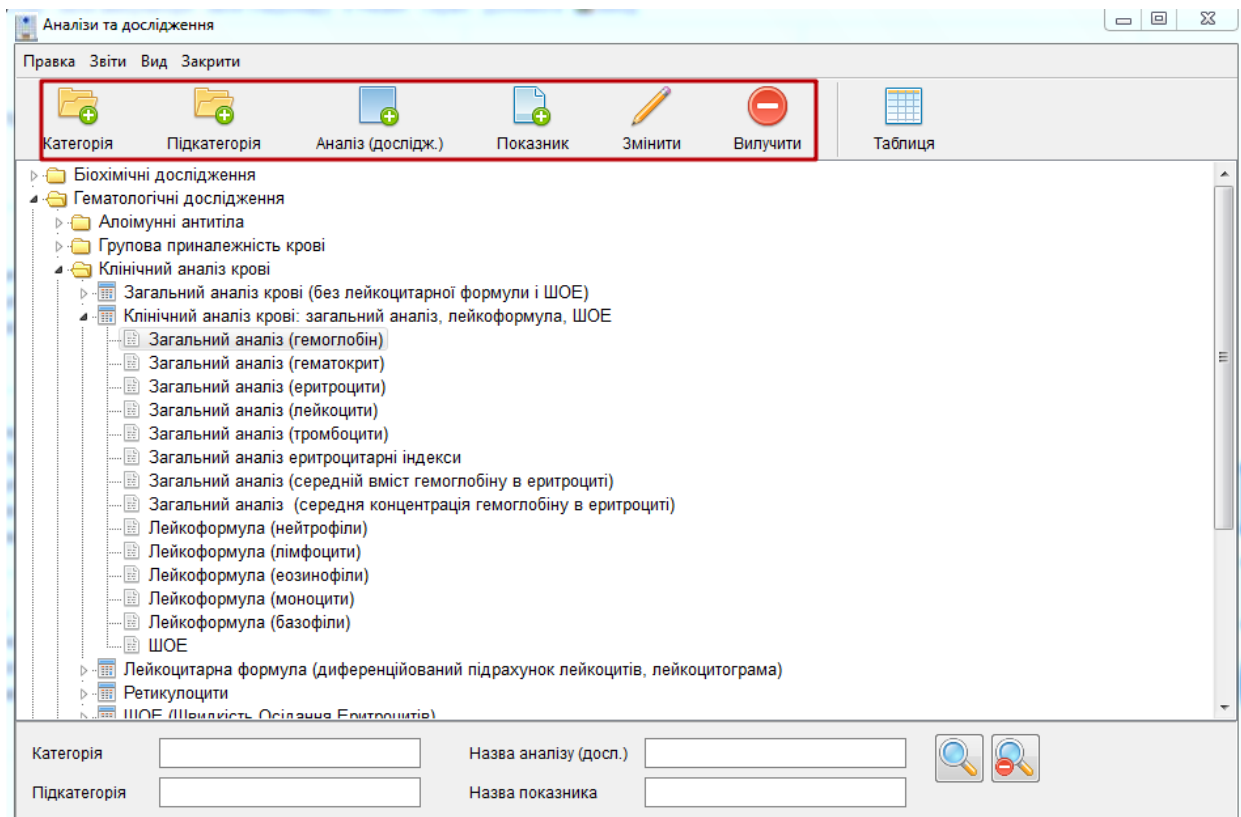 Аналізи та дослідження
Правка Звіти Вид Закрити
Категорія Підкатегорія Аналіз (дослідж.) Показник Змінити Вилучити Таблиця
Біохімічні дослідження
Гематологічні дослідження
Алоімунні антитіла
Групова приналежність крові
Клінічний аналіз крові
Загальний аналіз крові (без лейкоцитарної формули і ШОЕ)
Клінічний аналіз крові: загальний аналіз, лейкоформула, ШОЕ
Загальний аналіз (гемоглобін)
Загальний аналіз (гематокрит)
Загальний аналіз (еритроцити)
Загальний аналіз (лейкоцити)
Загальний аналіз (тромбоцити)
Загальний аналіз еритроцитарні індекси
Загальний аналіз (середній вміст гемоглобіну в еритроциті)
Загальний аналіз (середня концентрація гемоглобіну в еритроциті)
Лейкоформула (нейтрофіли)
Лейкоформула (лімфоцити)
Лейкоформула (еозинофіли)
Лейкоформула (моноцити)
Лейкоформула (базофіли)
ШОЕ
Лейкоцитарна формула (диференційований підрахунок лейкоцитів, лейкоцитограма)
Ретикулоцити
ШОЕ (Швидкість Осідання Еритроцитів)
Категорія Назва аналізу (досл.)
Підкатегорія Назва показника